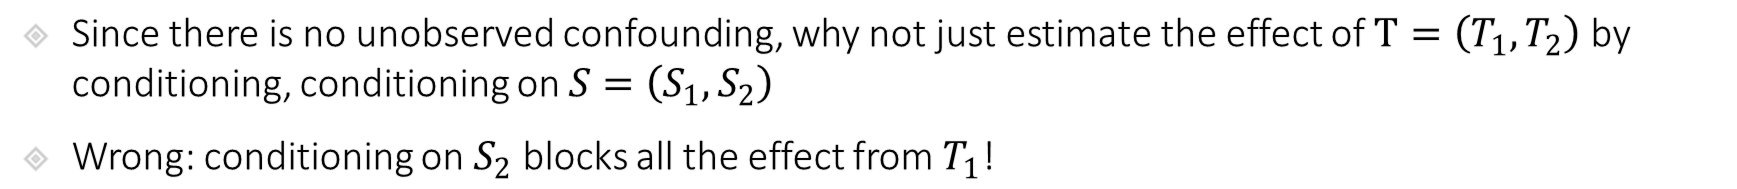 Since there is no unobserved confounding, why not just estimate the effect of T = (T₁, T₂) by
conditioning, conditioning on S = (S₁, S₂)
Wrong: conditioning on S₂ blocks all the effect from T₁!